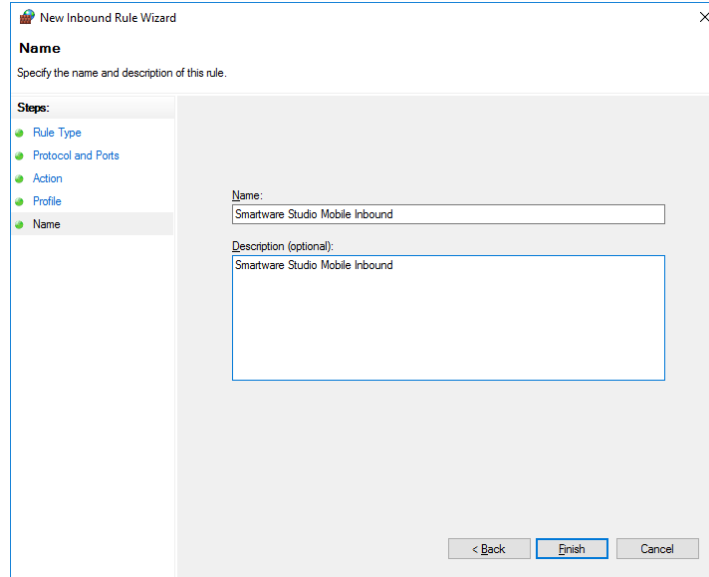 New Inbound Rule Wizard
Name
Specify the name and description of this rule.
Steps:
Rule Type
Protocol and Ports
Action
Profile
Name
Name:
Smartware Studio Mobile Inbound
Description (optional):
Smartware Studio Mobile Inbound
< Back
Finish
Cancel